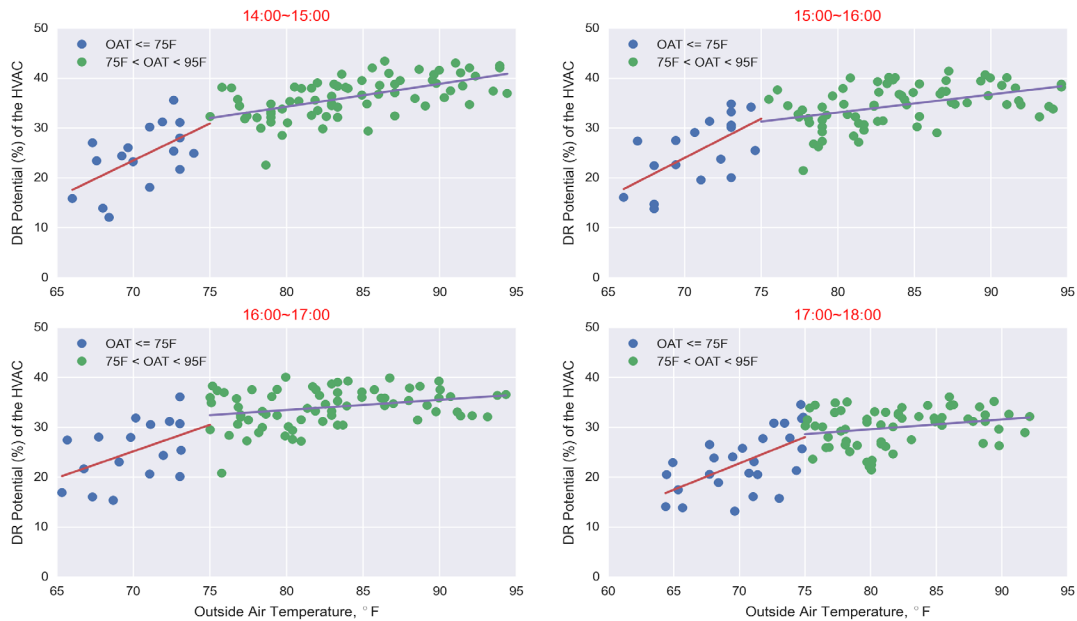 14:00~15:00
DR Potential (%) of the HVAC
50
40
30
20
10
0
OAT <= 75F
75F < OAT < 95F
65 70 75 80 85 90 95
15:00~16:00
DR Potential (%) of the HVAC
50
40
30
20
10
0
OAT <= 75F
75F < OAT < 95F
65 70 75 80 85 90 95
16:00~17:00
DR Potential (%) of the HVAC
50
40
30
20
10
0
OAT <= 75F
75F < OAT < 95F
65 70 75 80 85 90 95
Outside Air Temperature, °F
17:00~18:00
DR Potential (%) of the HVAC
50
40
30
20
10
0
OAT <= 75F
75F < OAT < 95F
60 65 70 75 80 85 90 95
Outside Air Temperature, °F